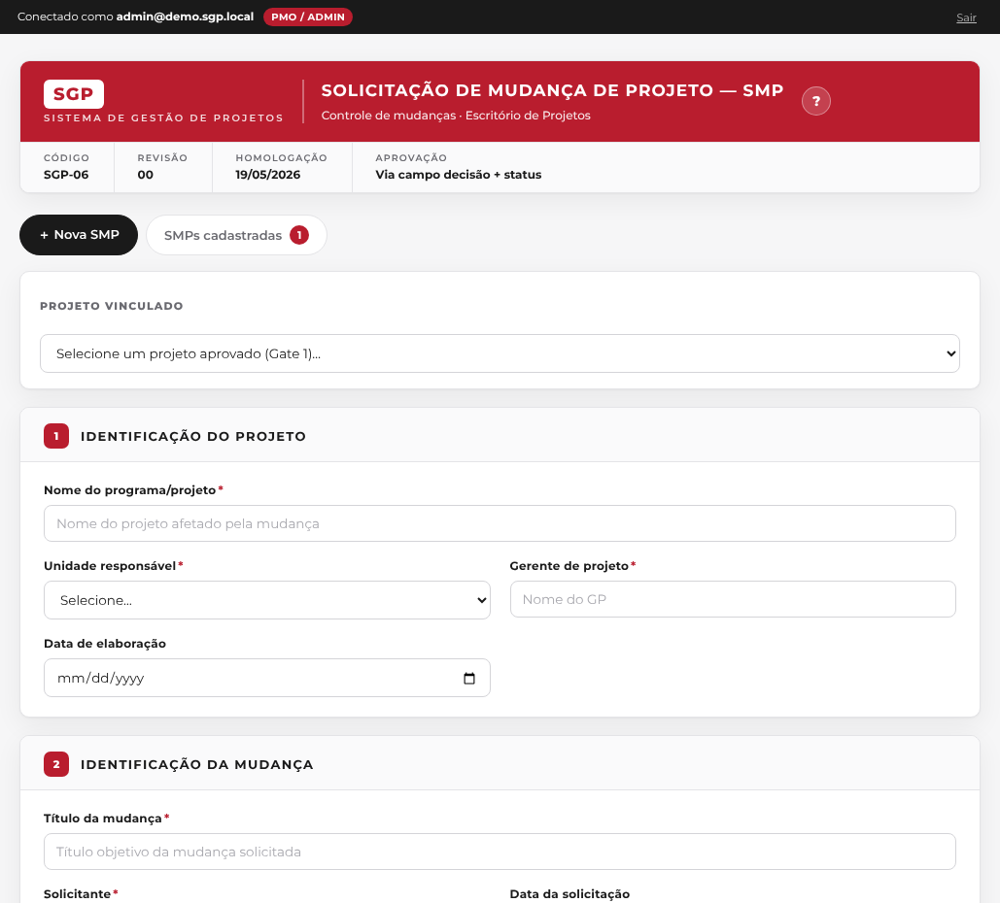 Conectado como admin@demo.sgp.local PMO / ADMIN Sair
SGP
SISTEMA DE GESTÃO DE PROJETOS
SOLICITAÇÃO DE MUDANÇA DE PROJETO — SMP
Controle de mudanças · Escritório de Projetos
?
CÓDIGO
SGP-06
REVISÃO
00
HOMOLOGAÇÃO
19/05/2026
APROVAÇÃO
Via campo decisão + status
+ Nova SMP
SMPs cadastradas 1
PROJETO VINCULADO
Selecione um projeto aprovado (Gate 1)...
1 IDENTIFICAÇÃO DO PROJETO
Nome do programa/projeto *
Nome do projeto afetado pela mudança
Unidade responsável *
Selecione...
Gerente de projeto *
Nome do GP
Data de elaboração
mm/dd/yyyy
2 IDENTIFICAÇÃO DA MUDANÇA
Título da mudança *
Título objetivo da mudança solicitada
Solicitante *
Data da solicitação